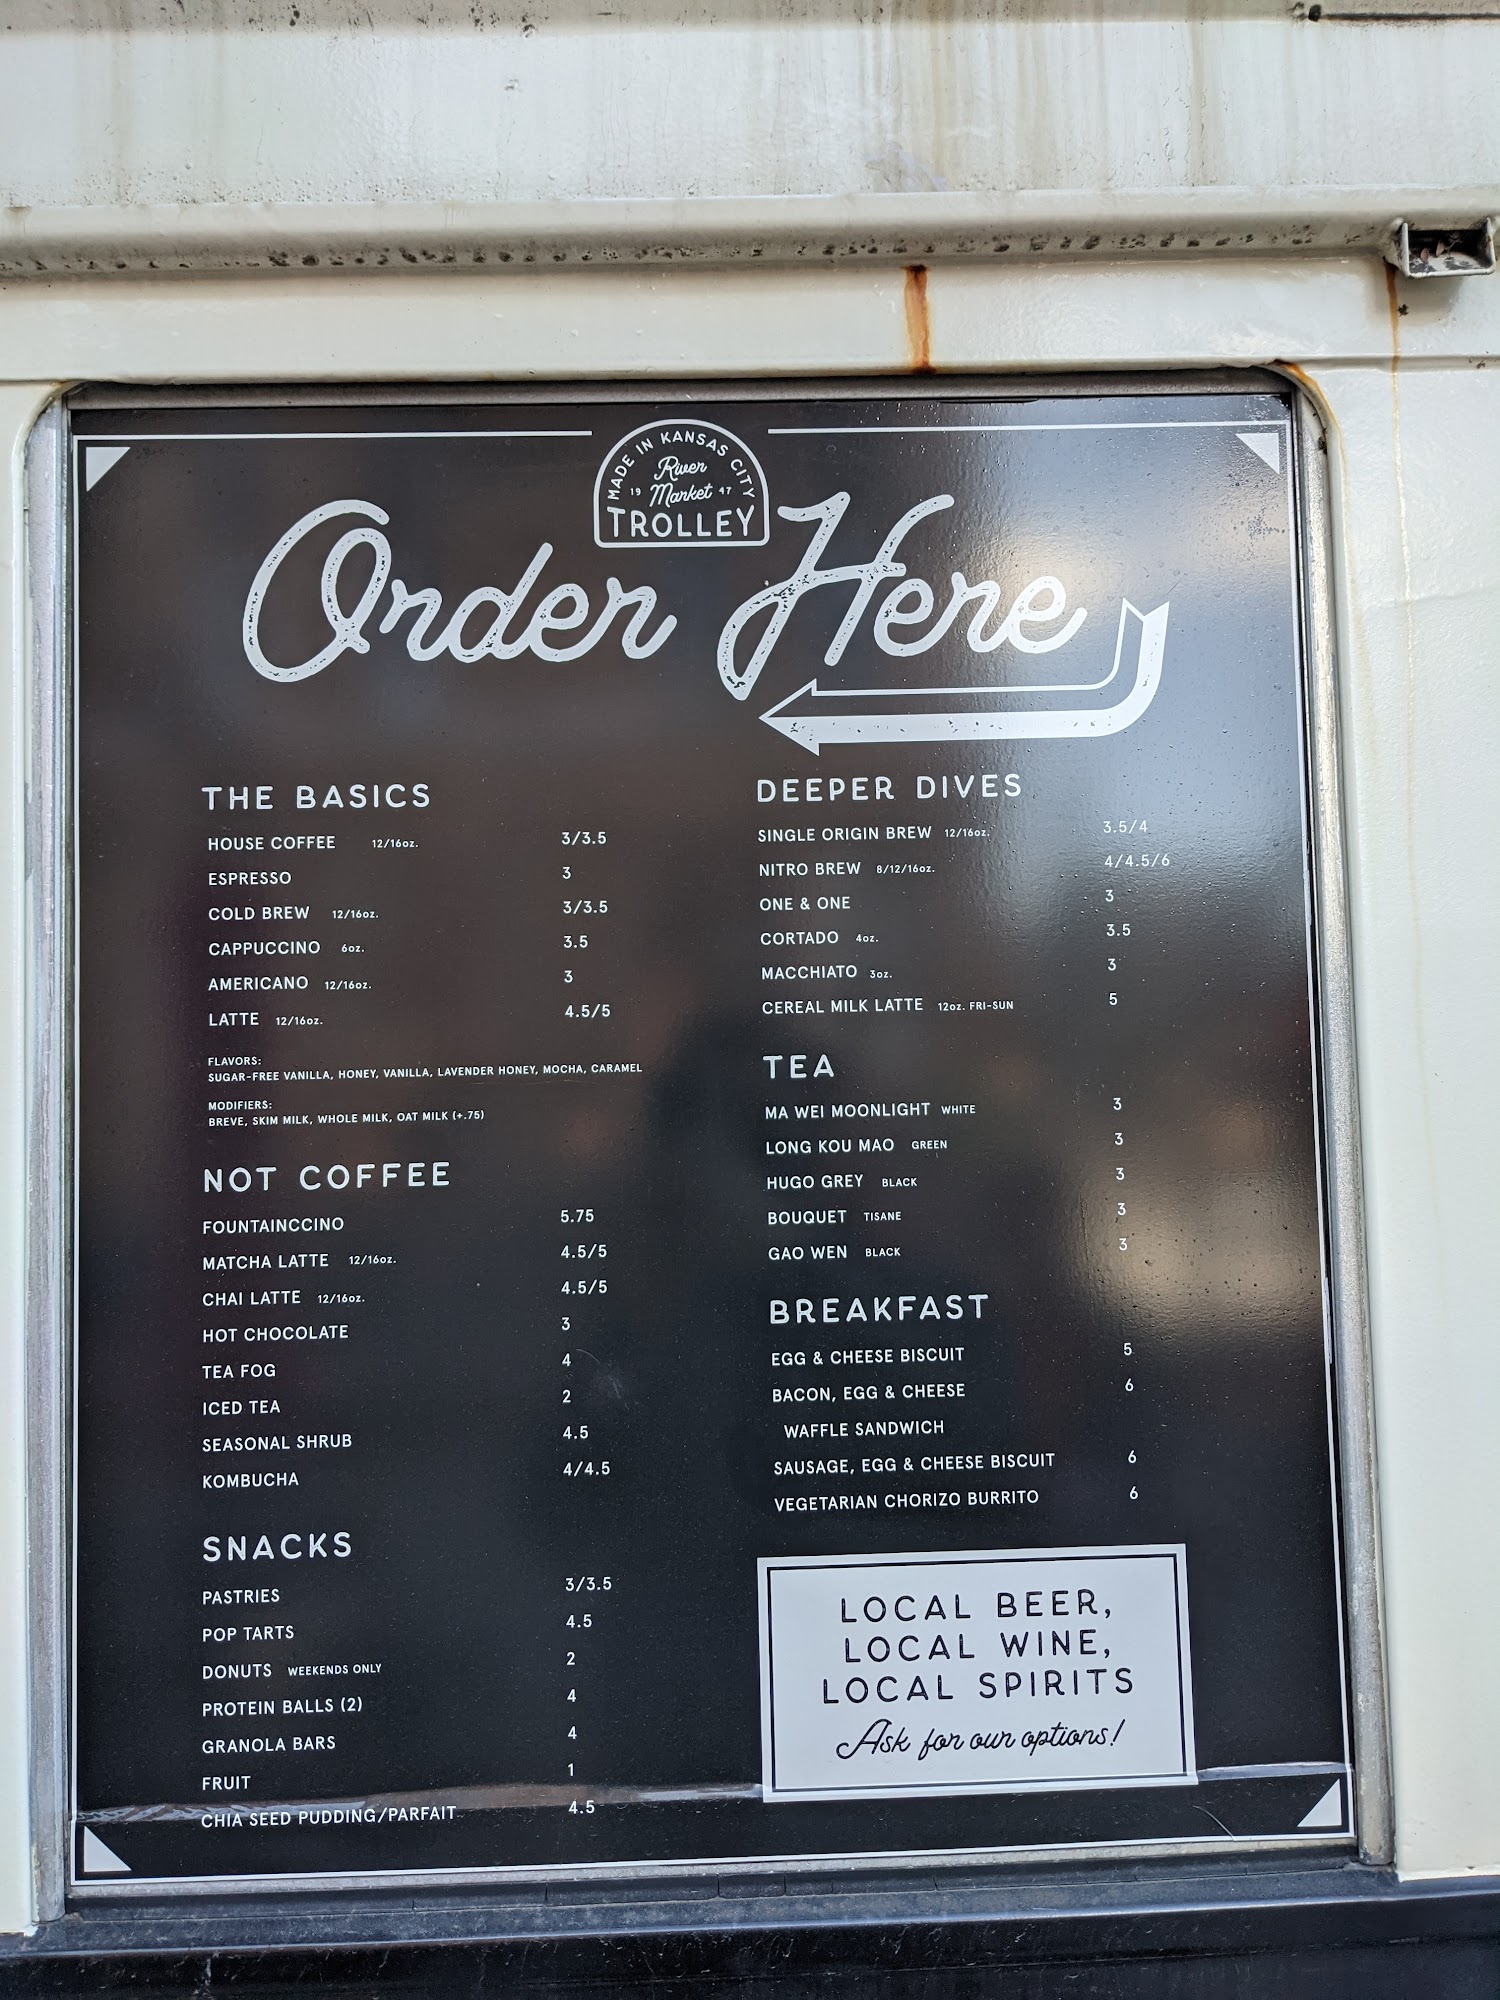 MADE IN KANSAS CITY
River
19 Market 47
TROLLEY
Order Here
THE BASICS
HOUSE COFFEE 12/16oz. 3/3.5
ESPRESSO 3
COLD BREW 12/16oz. 3/3.5
CAPPUCCINO 6oz. 3.5
AMERICANO 12/16oz. 3
LATTE 12/16oz. 4.5/5
FLAVORS:
SUGAR-FREE VANILLA, HONEY, VANILLA, LAVENDER HONEY, MOCHA, CARAMEL
MODIFIERS:
BREVE, SKIM MILK, WHOLE MILK, OAT MILK (+.75)
NOT COFFEE
FOUNTAINCCINO 5.75
MATCHA LATTE 12/16oz. 4.5/5
CHAI LATTE 12/16oz. 4.5/5
HOT CHOCOLATE 3
TEA FOG 4
ICED TEA 2
SEASONAL SHRUB 4.5
KOMBUCHA 4/4.5
SNACKS
PASTRIES 3/3.5
POP TARTS 4.5
DONUTS WEEKENDS ONLY 2
PROTEIN BALLS (2) 4
GRANOLA BARS 4
FRUIT 1
CHIA SEED PUDDING/PARFAIT 4.5
DEEPER DIVES
SINGLE ORIGIN BREW 12/16oz. 3.5/4
NITRO BREW 8/12/16oz. 4/4.5/6
ONE & ONE 3
CORTADO 4oz. 3.5
MACCHIATO 3oz. 3
CEREAL MILK LATTE 12oz. FRI-SUN 5
TEA
MA WEI MOONLIGHT WHITE 3
LONG KOU MAO GREEN 3
HUGO GREY BLACK 3
BOUQUET TISANE 3
GAO WEN BLACK 3
BREAKFAST
EGG & CHEESE BISCUIT 5
BACON, EGG & CHEESE 6
WAFFLE SANDWICH
SAUSAGE, EGG & CHEESE BISCUIT 6
VEGETARIAN CHORIZO BURRITO 6
LOCAL BEER,
LOCAL WINE,
LOCAL SPIRITS
Ask for our options!